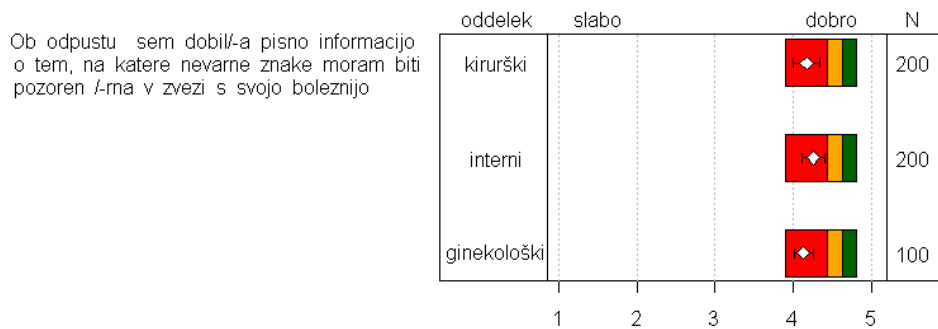 oddelek slabo dobro N
Ob odpustu sem dobil/-a pisno informacijo
o tem, na katere nevarne znake moram biti
pozoren /-rna v zvezi s svojo boleznijo
kirurški 200
interni 200
ginekološki 100
1 2 3 4 5